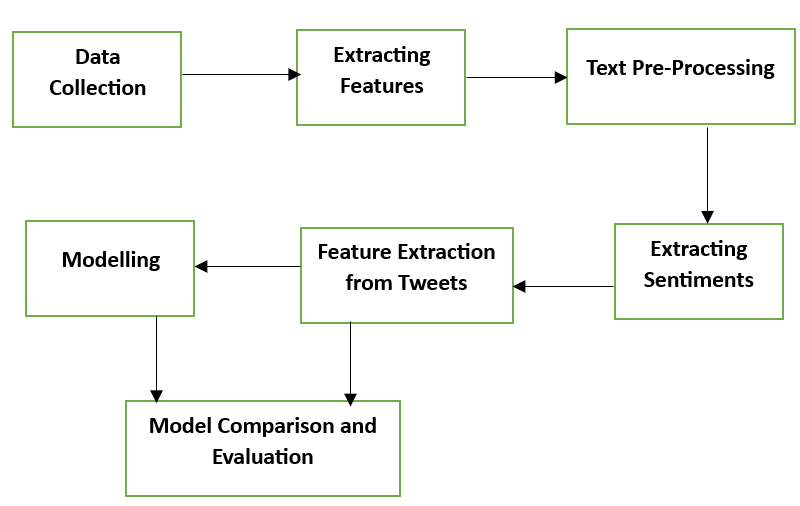 Data
Collection
Extracting
Features
Text Pre-Processing
Extracting
Sentiments
Feature Extraction
from Tweets
Modelling
Model Comparison and
Evaluation